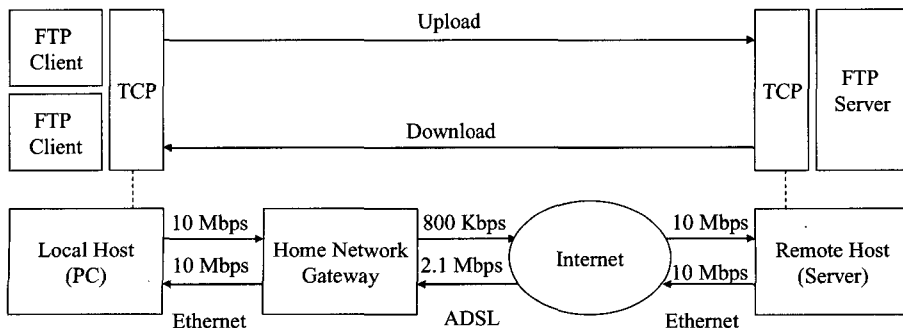 Upload
FTP
Client
TCP
TCP
FTP
Server
FTP
Client
Download
10 Mbps
800 Kbps
10 Mbps
Local Host
(PC)
Home Network
Gateway
Internet
Remote Host
(Server)
10 Mbps
2.1 Mbps
10 Mbps
Ethernet
ADSL
Ethernet